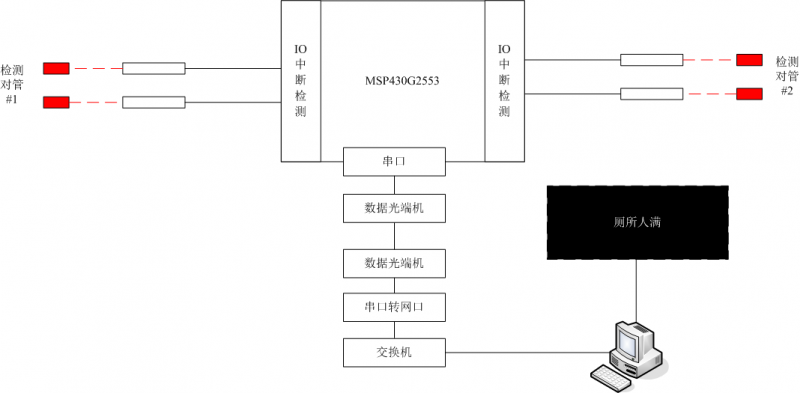 检测
对管
#1
IO
中
断
检
测
MSP430G2553
IO
中
断
检
测
检测
对管
#2
串口
数据光端机
厕所人满
数据光端机
串口转网口
交换机